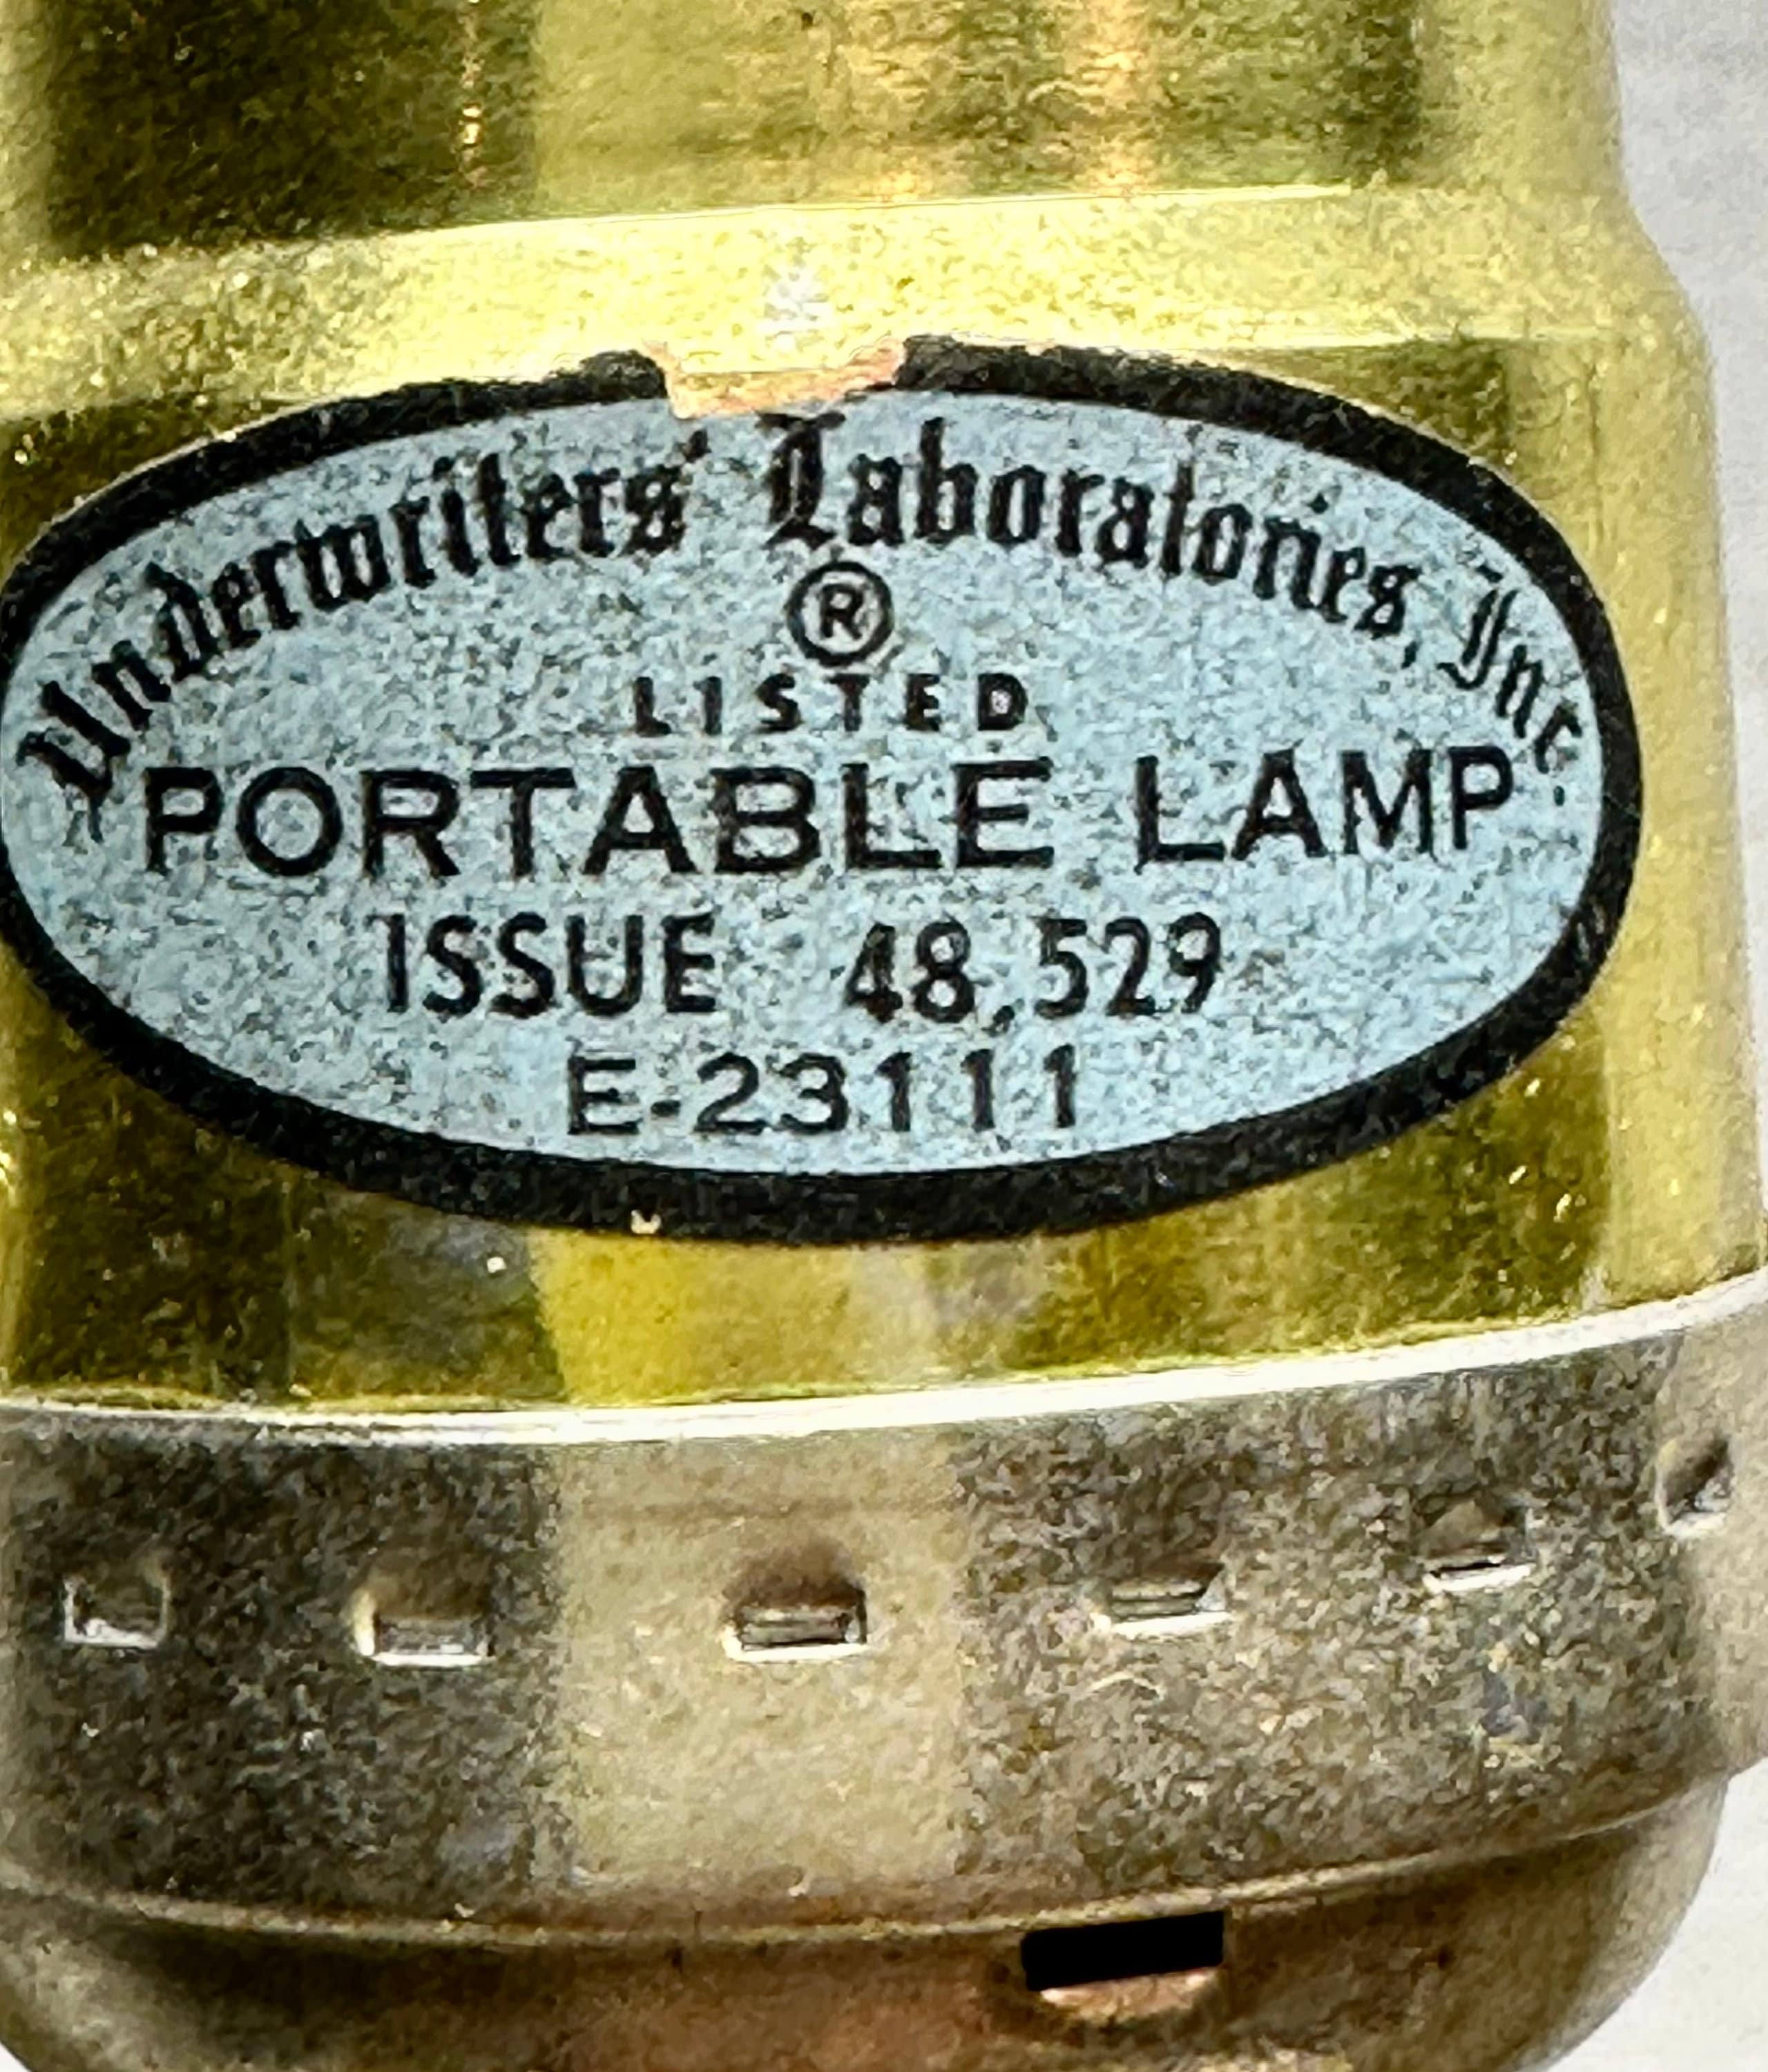 Underwriters' Laboratories, Inc.
®
LISTED
PORTABLE LAMP
ISSUE 48,529
E-23111